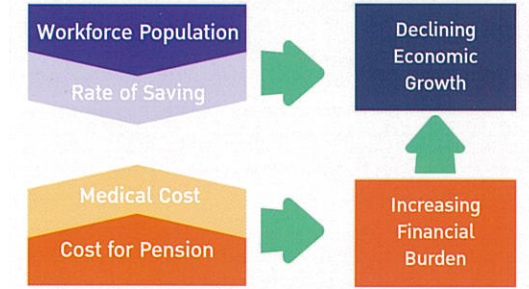 Workforce Population
Rate of Saving
Declining
Economic
Growth
Medical Cost
Cost for Pension
Increasing
Financial
Burden